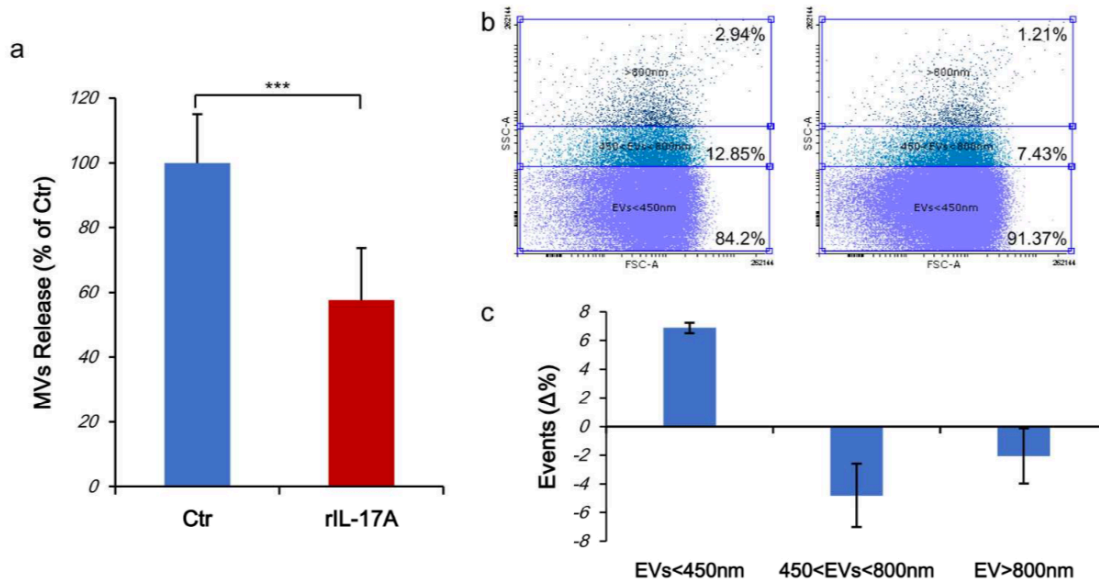 a
***
MVs Release (% of Ctr)
120
100
80
60
40
20
0
Ctr rIL-17A
b
262144
SSC-A
2.94%
>800nm
12.85%
450<EVs<800nm
EVs<450nm
84.2%
FSC-A
262144
262144
SSC-A
1.21%
>800nm
7.43%
450<EVs<800nm
EVs<450nm
91.37%
FSC-A
262144
c
Events (Δ%)
8
6
4
2
0
-2
-4
-6
-8
EVs<450nm 450<EVs<800nm EV>800nm